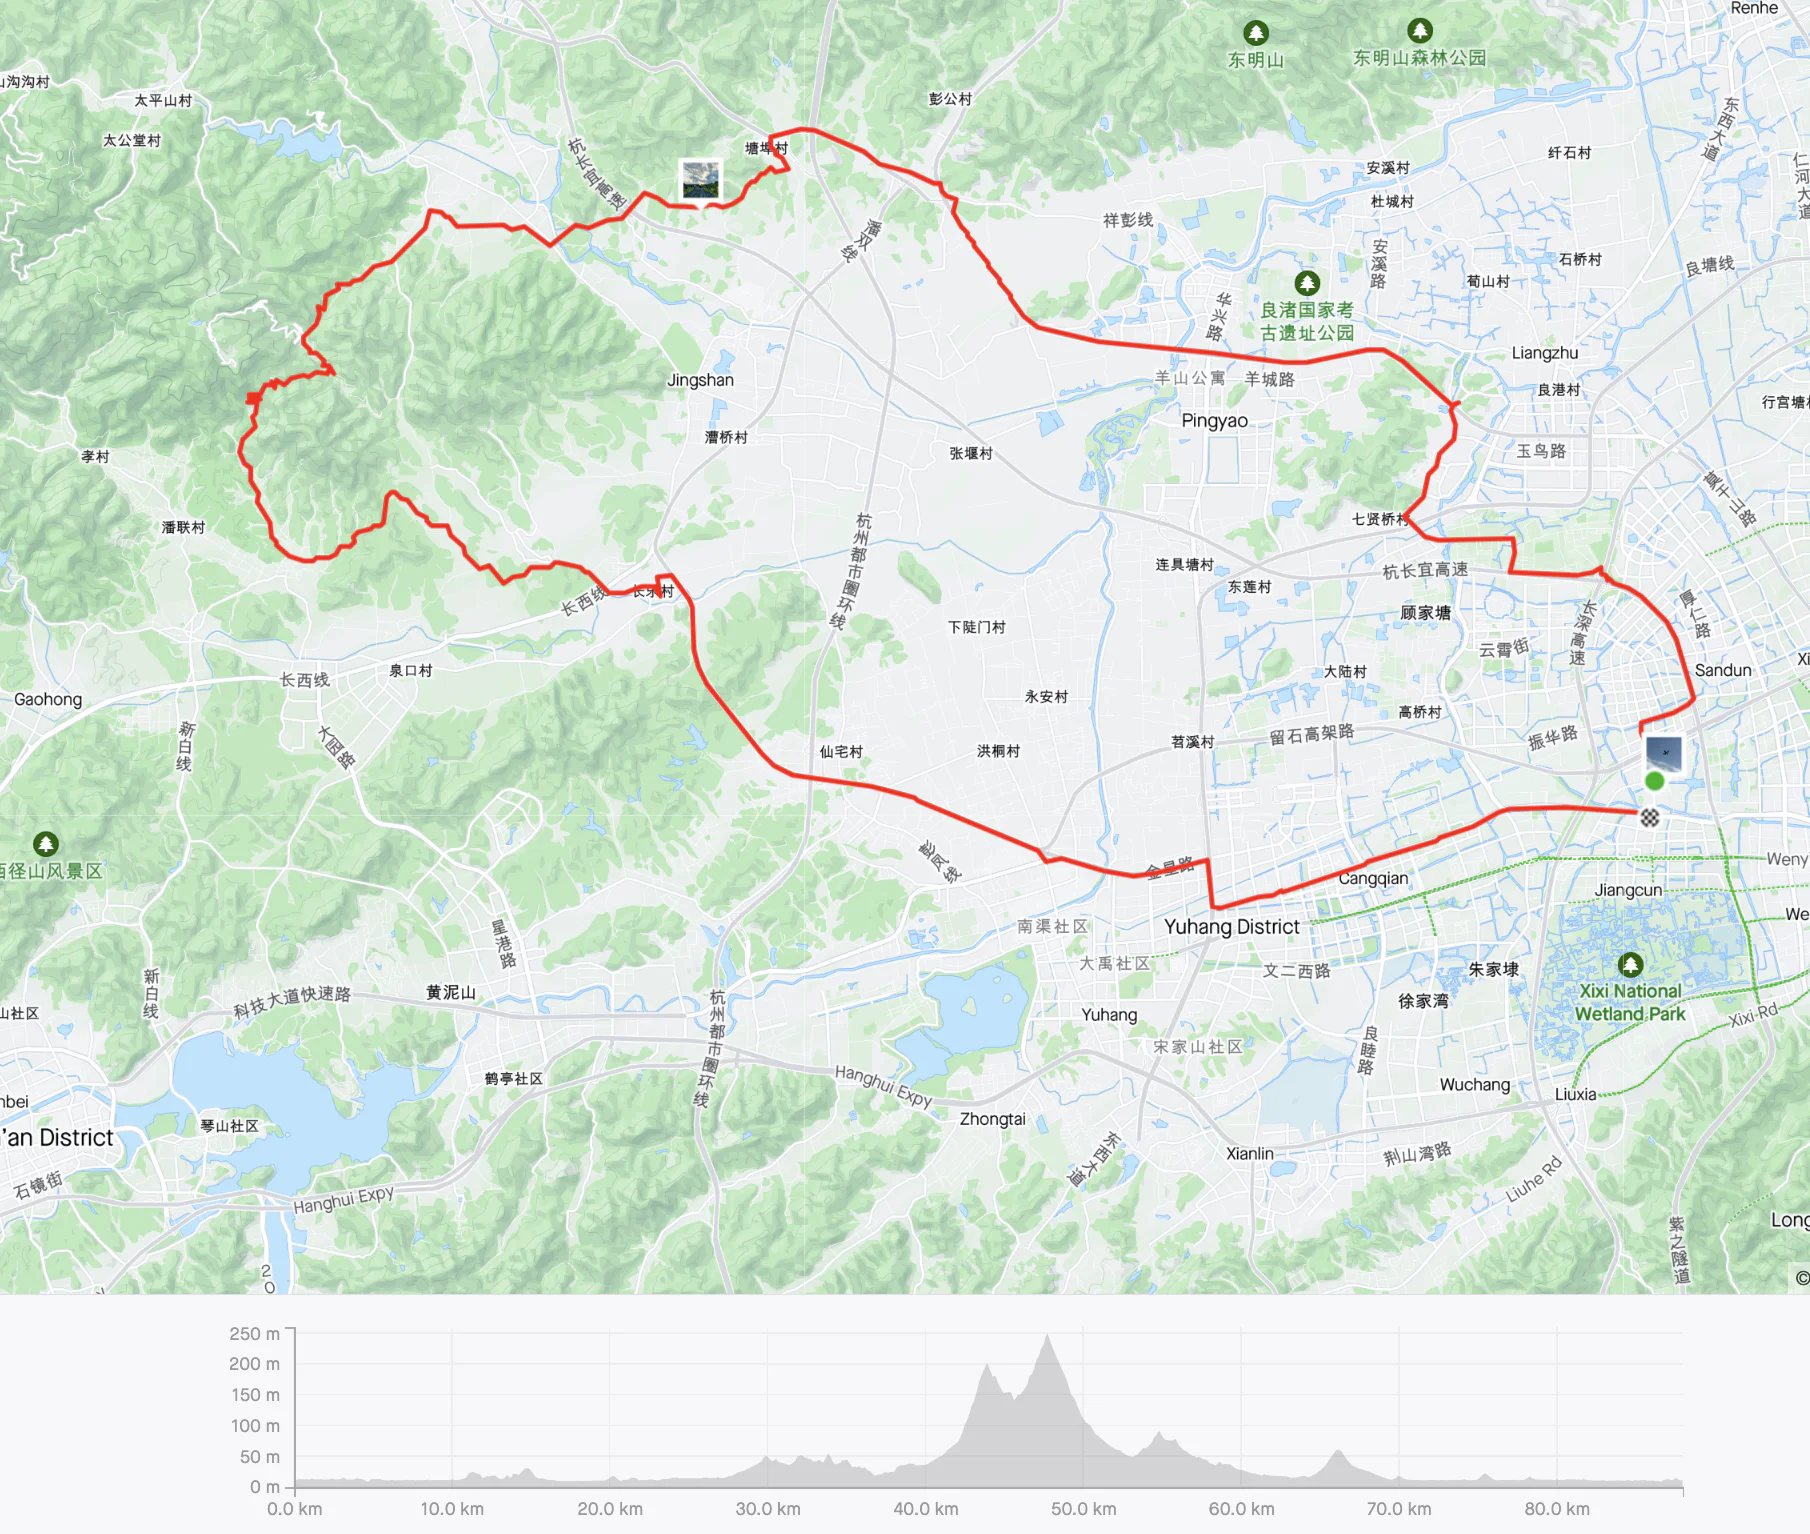 Renhe
东明山
东明山森林公园
山沟沟村
太平山村
彭公村
东西大道
太公堂村
塘埠村
杭长宜高速
纤石村
安溪村
仁河大道
杜城村
祥彭线
潘双线
安溪路
石桥村
良塘线
荀山村
华兴路
良渚国家考
古遗址公园
Liangzhu
Jingshan
羊山公寓
羊城路
良港村
行宫塘村
Pingyao
漕桥村
张堰村
玉鸟路
孝村
莫干山路
潘联村
七贤桥村
杭州都市圈环线
连具塘村
杭长宜高速
东莲村
长乐村
长西线
顾家塘
长深高速
厚仁路
下陡门村
云霄街
泉口村
长西线
大陆村
Sandun
Gaohong
永安村
高桥村
新白线
大园路
仙宅村
洪桐村
苕溪村
留石高架路
振华路
西径山风景区
彭凤线
金星路
Cangqian
Weny
Jiangcun
We
星港路
南渠社区
Yuhang District
大禹社区
文二西路
朱家埭
新白线
科技大道快速路
黄泥山
杭州都市圈环线
徐家湾
Xixi National
Wetland Park
山社区
Yuhang
Xixi Rd
宋家山社区
良睦路
鹤亭社区
Hanghui Expy
Wuchang
Liuxia
nbei
琴山社区
Zhongtai
'an District
东西大道
Xianlin
荆山湾路
Liuhe Rd
石镜街
Hanghui Expy
Long
紫之隧道
20
©
250 m
200 m
150 m
100 m
50 m
0 m
0.0 km
10.0 km
20.0 km
30.0 km
40.0 km
50.0 km
60.0 km
70.0 km
80.0 km